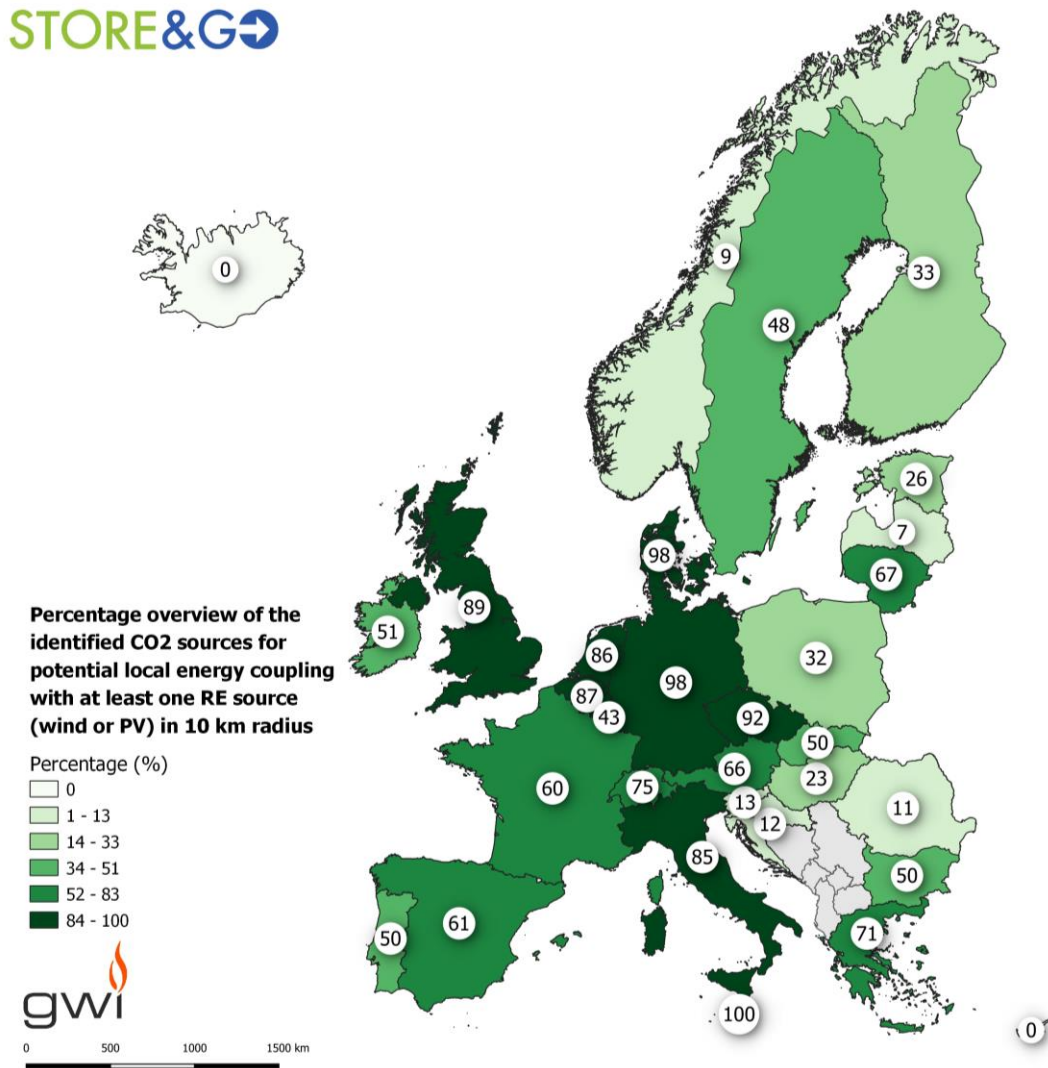 STORE&GO
0
9
33
48
26
7
67
98
89
51
86
32
87
98
43
92
50
66
60
75
23
13
11
12
85
50
61
50
71
100
0
Percentage overview of the
identified CO2 sources for
potential local energy coupling
with at least one RE source
(wind or PV) in 10 km radius
Percentage (%)
0
1 - 13
14 - 33
34 - 51
52 - 83
84 - 100
gwi
0 500 1000 1500 km